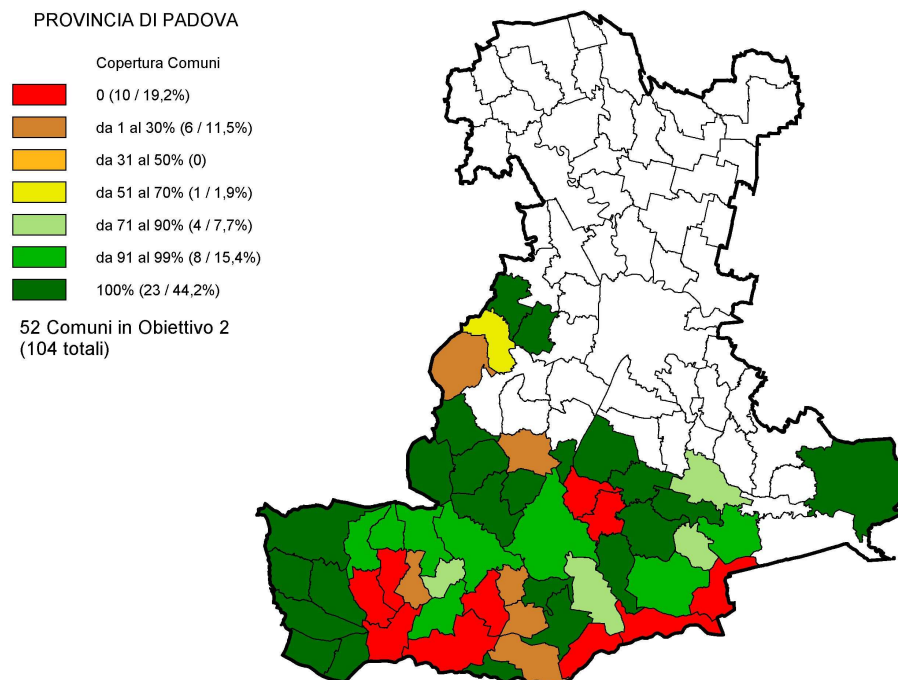 PROVINCIA DI PADOVA
Copertura Comuni
0 (10 / 19,2%)
da 1 al 30% (6 / 11,5%)
da 31 al 50% (0)
da 51 al 70% (1 / 1,9%)
da 71 al 90% (4 / 7,7%)
da 91 al 99% (8 / 15,4%)
100% (23 / 44,2%)
52 Comuni in Obiettivo 2
(104 totali)